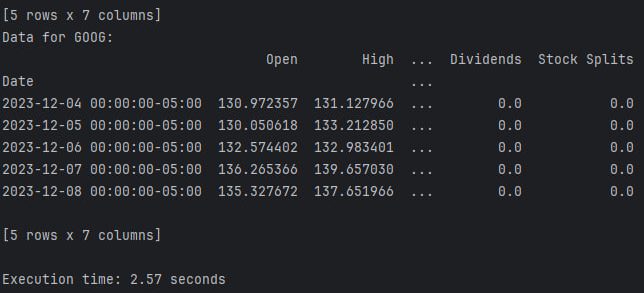 [5 rows x 7 columns]
Data for GOOG:
Open High ... Dividends Stock Splits
Date ...
2023-12-04 00:00:00-05:00 130.972357 131.127966 ... 0.0 0.0
2023-12-05 00:00:00-05:00 130.050618 133.212850 ... 0.0 0.0
2023-12-06 00:00:00-05:00 132.574402 132.983401 ... 0.0 0.0
2023-12-07 00:00:00-05:00 136.265366 139.657030 ... 0.0 0.0
2023-12-08 00:00:00-05:00 135.327672 137.651966 ... 0.0 0.0
[5 rows x 7 columns]
Execution time: 2.57 seconds